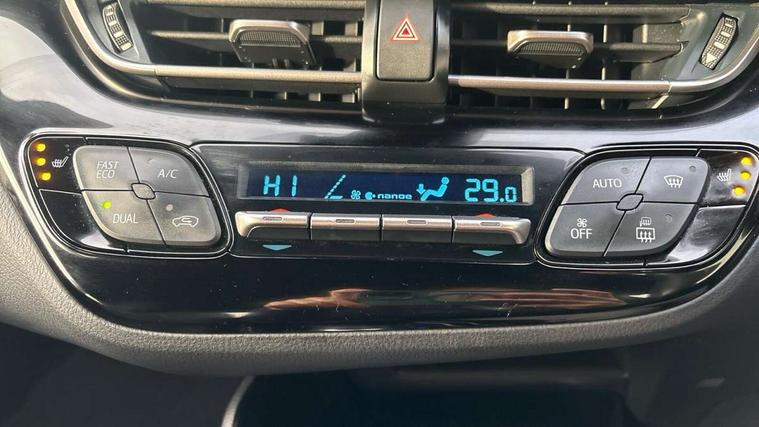 FAST
ECO
A/C
DUAL
HI
nanoe
29.0
AUTO
OFF